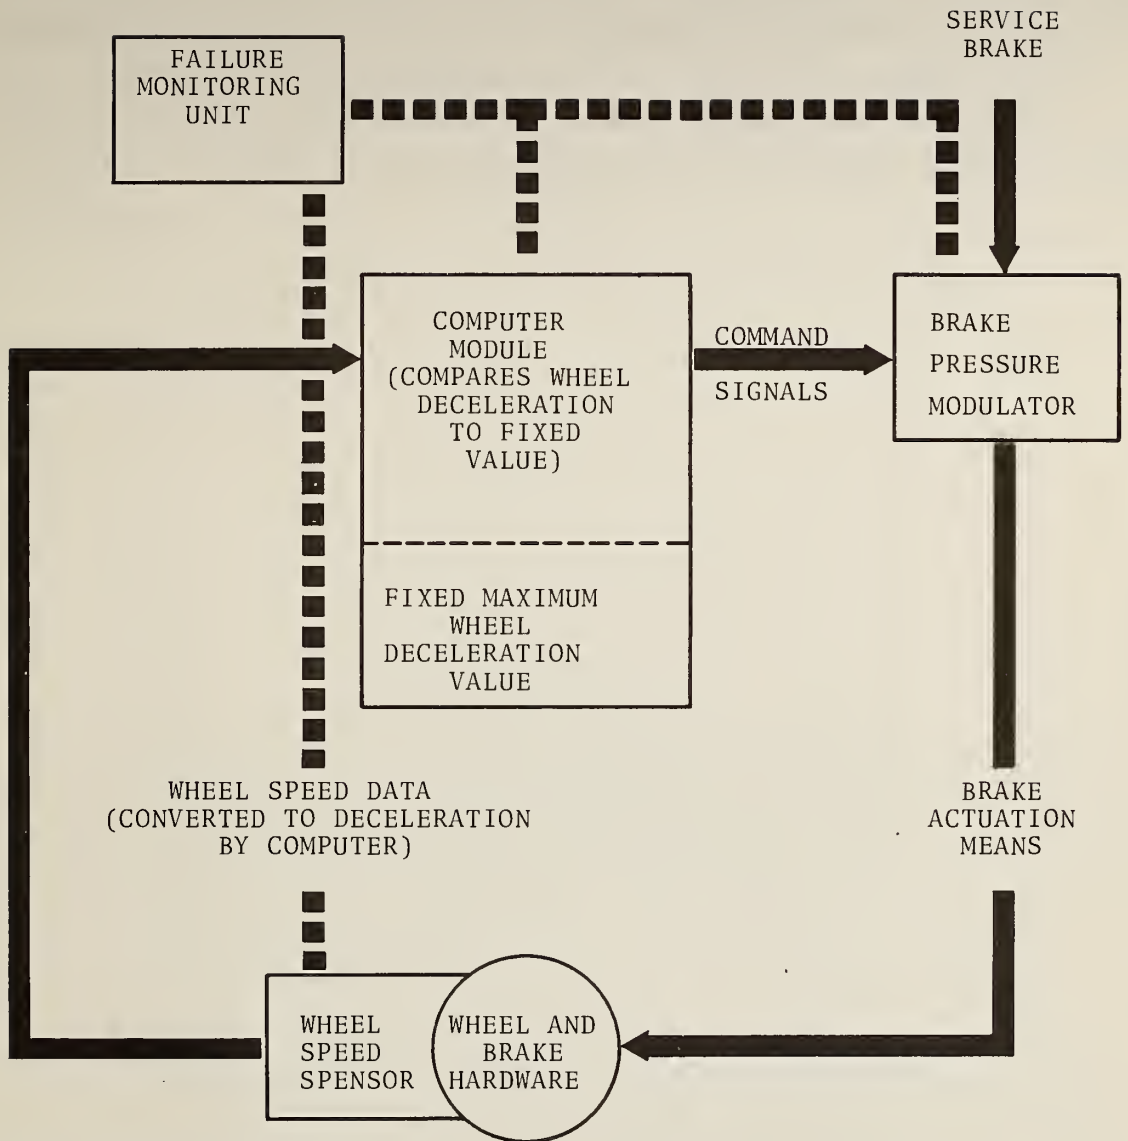 SERVICE
BRAKE
FAILURE
MONITORING
UNIT
COMPUTER
MODULE
(COMPARES WHEEL
DECELERATION
TO FIXED
VALUE)
COMMAND
SIGNALS
BRAKE
PRESSURE
MODULATOR
FIXED MAXIMUM
WHEEL
DECELERATION
VALUE
WHEEL SPEED DATA
(CONVERTED TO DECELERATION
BY COMPUTER)
BRAKE
ACTUATION
MEANS
WHEEL
SPEED
SPENSOR
WHEEL AND
BRAKE
HARDWARE